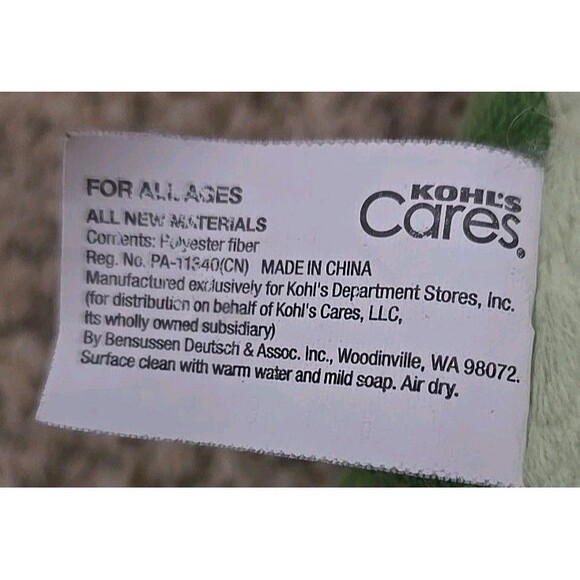 KOHL'S
Cares®
FOR ALL AGES
ALL NEW MATERIALS
Contents: Polyester fiber
Reg. No. PA-11340(CN) MADE IN CHINA
Manufactured exclusively for Kohl's Department Stores, Inc.
(for distribution on behalf of Kohl's Cares, LLC,
its wholly owned subsidiary)
By Bensussen Deutsch & Assoc. Inc., Woodinville, WA 98072.
Surface clean with warm water and mild soap. Air dry.